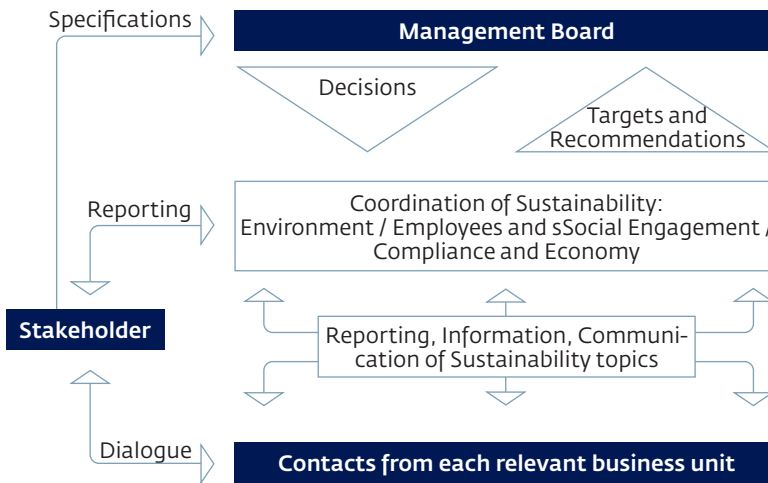 Specifications
Management Board
Decisions
Targets and
Recommendations
Reporting
Coordination of Sustainability:
Environment / Employees and sSocial Engagement /
Compliance and Economy
Stakeholder
Reporting, Information, Communi-
cation of Sustainability topics
Dialogue
Contacts from each relevant business unit